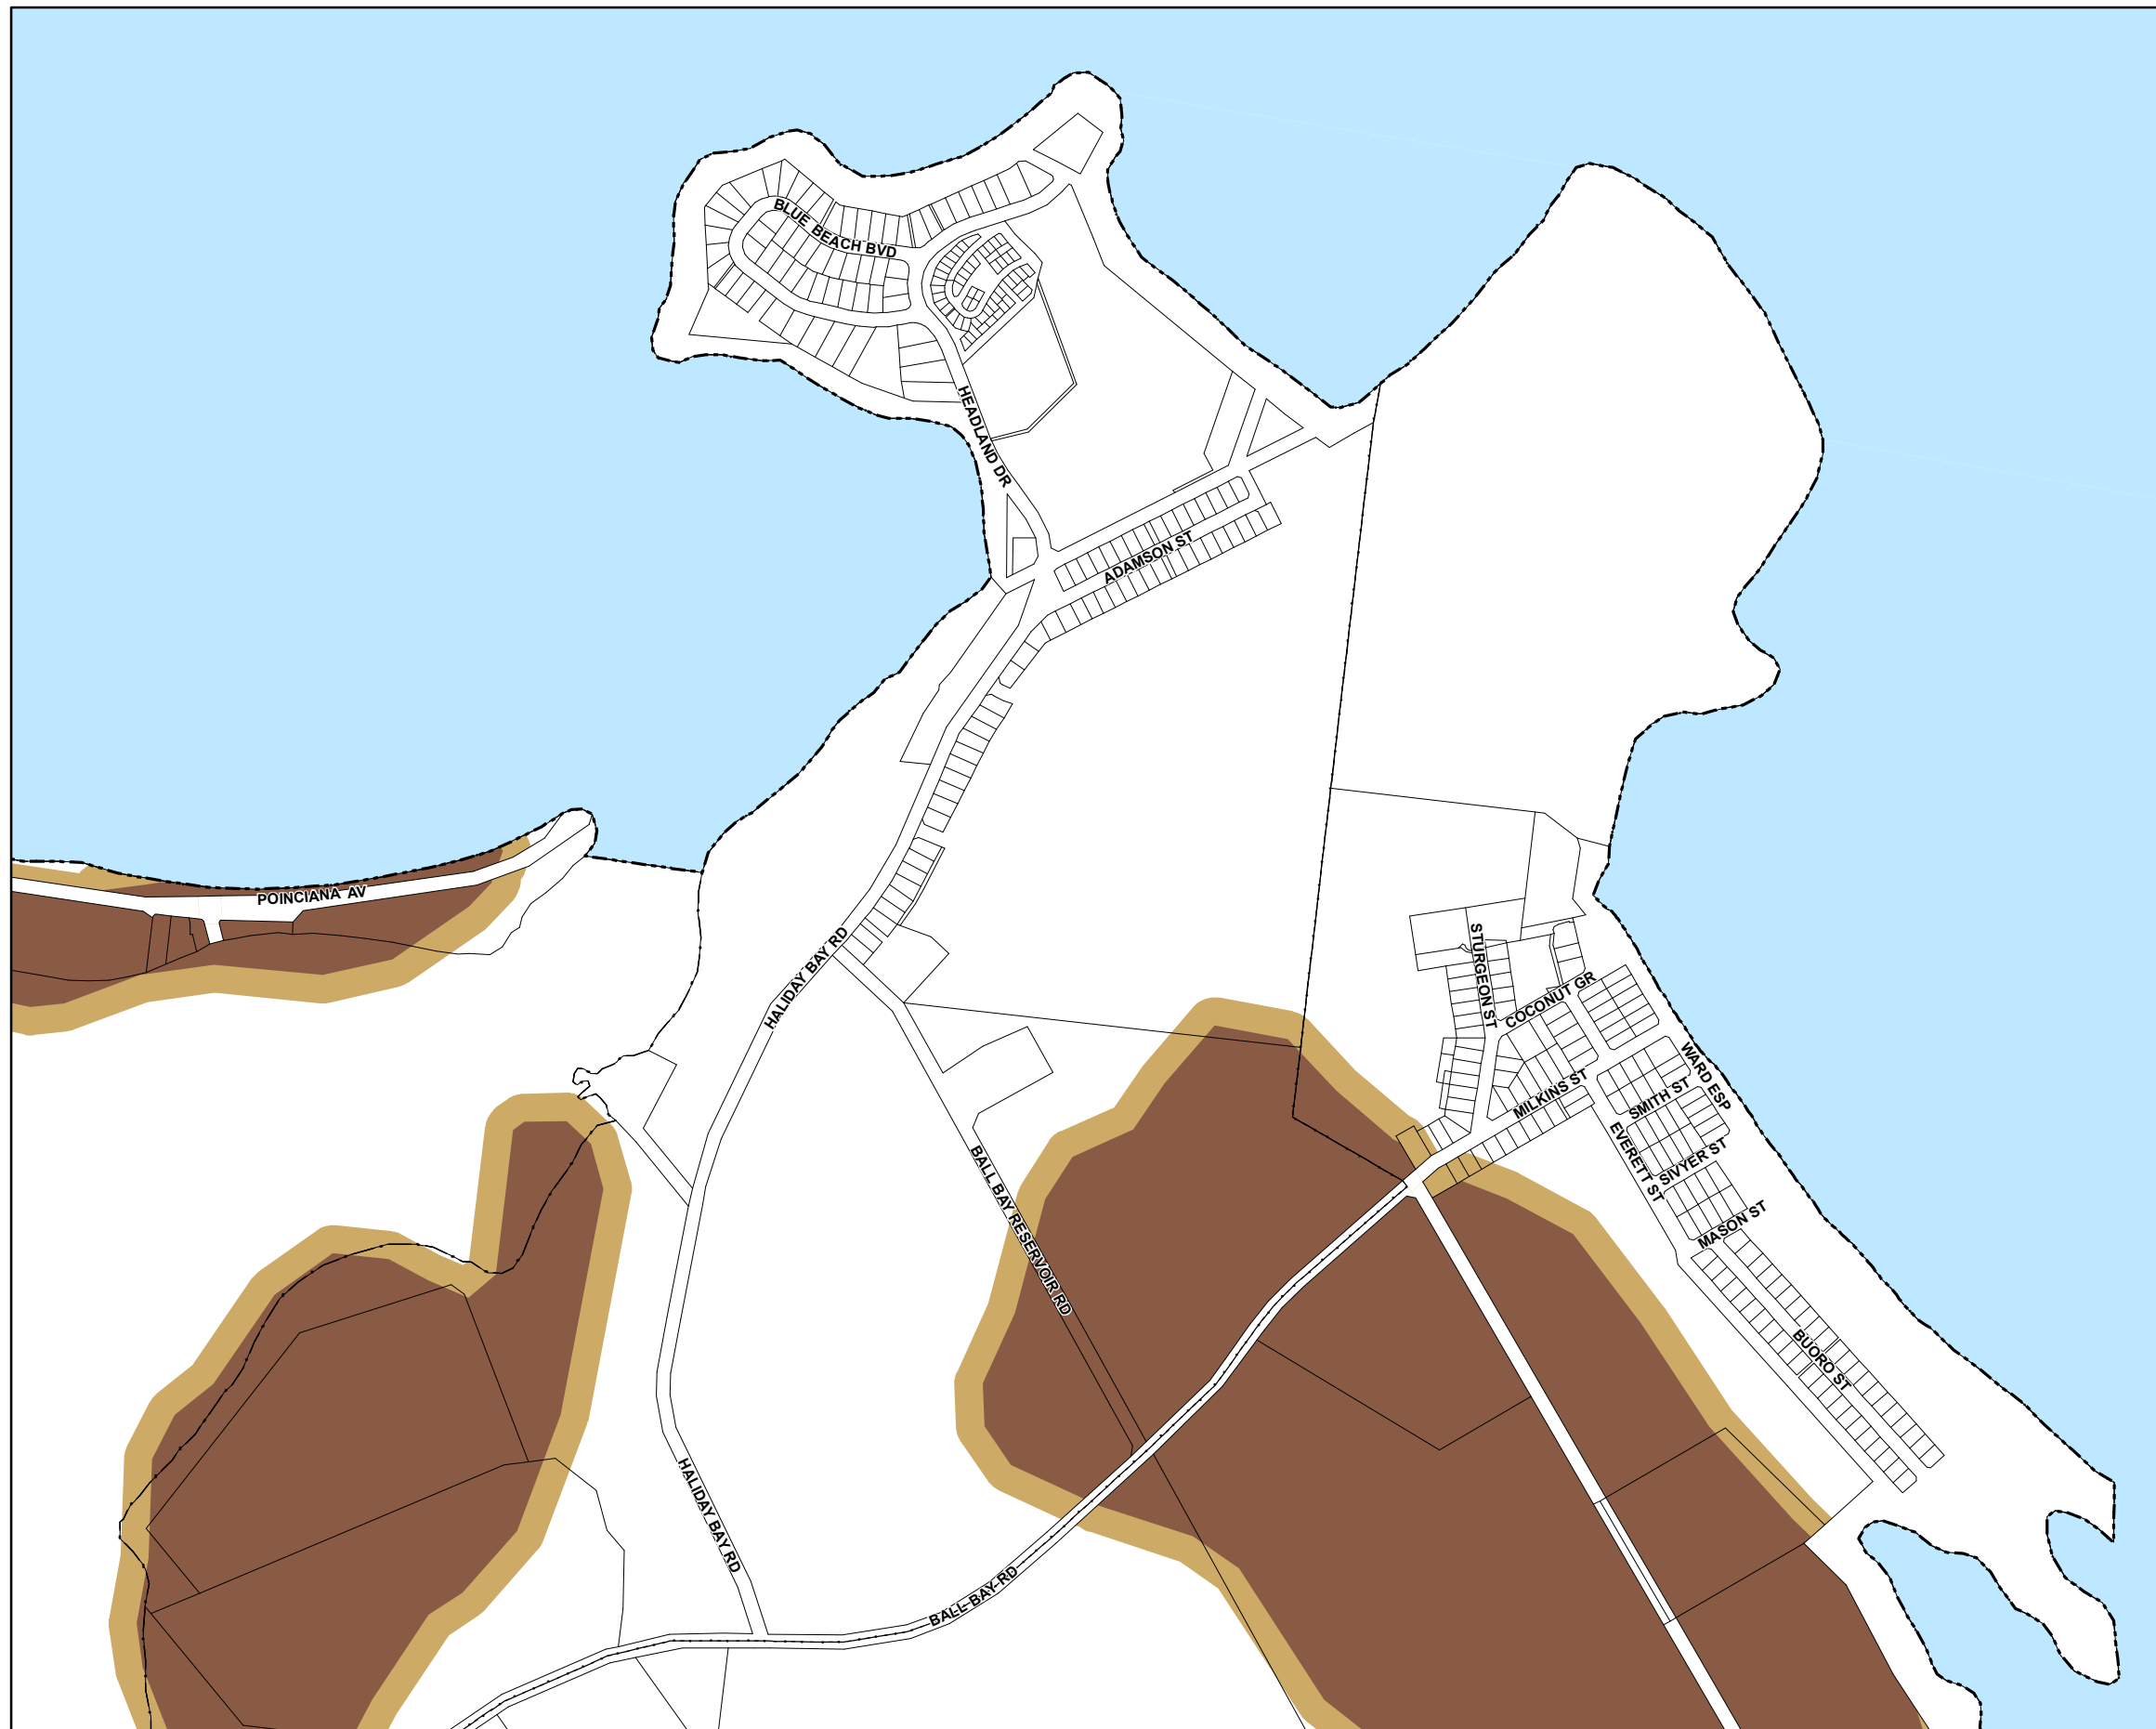 BLUE BEACH BVD
HEADLAND DR
ADAMSON ST
POINCIANA AV
HALIDAY BAY RD
STURGEON ST
COCONUT GR
WARD ESP
MILKINS ST
SMITH ST
EVERETT ST
SIVYER ST
MASON ST
BALL BAY RESERVOIR RD
BUORO ST
HALIDAY BAY RD
BALL BAY RD